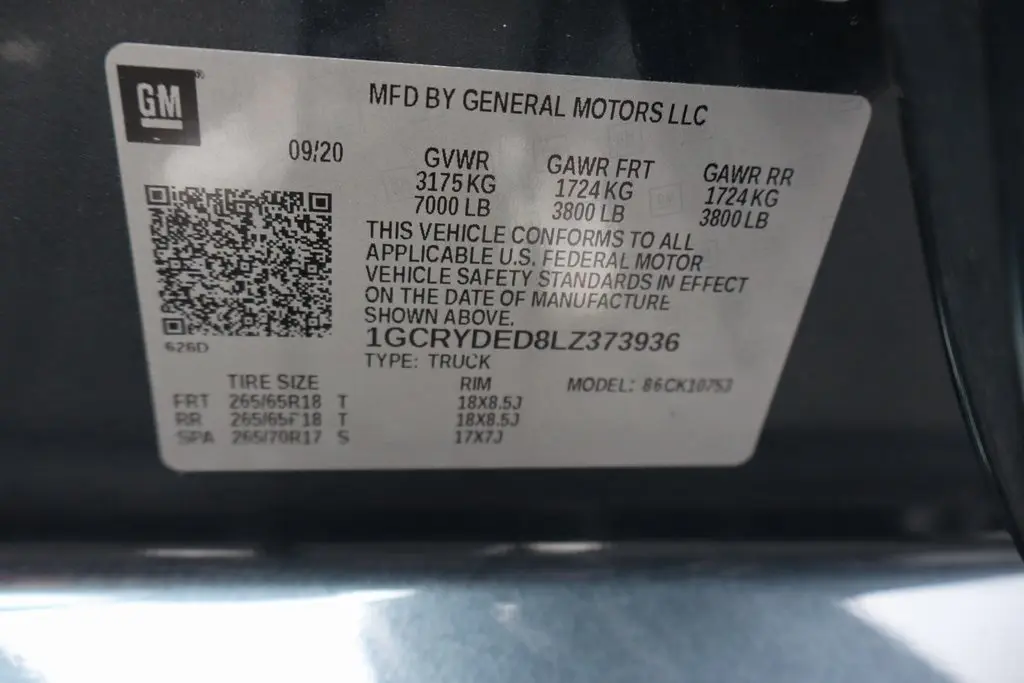 GM
MFD BY GENERAL MOTORS LLC
09/20 GVWR GAWR FRT GAWR RR
3175 KG 1724 KG 1724 KG
7000 LB 3800 LB 3800 LB
THIS VEHICLE CONFORMS TO ALL
APPLICABLE U.S. FEDERAL MOTOR
VEHICLE SAFETY STANDARDS IN EFFECT
ON THE DATE OF MANUFACTURE
SHOWN ABOVE.
1GCRYDED8LZ373936
626D
TYPE: TRUCK
TIRE SIZE RIM MODEL:
FRT 265/65R18 T 18X8.5J
RR 265/65R18 T 18X8.5J
SPA 265/70R17 S 17X7J